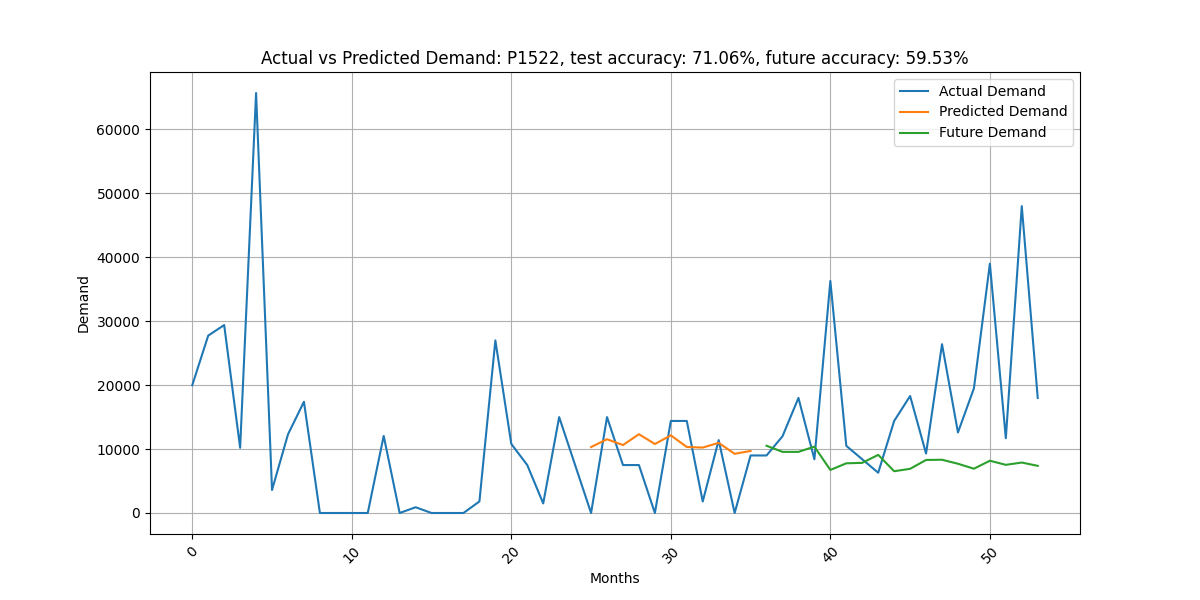 Actual vs Predicted Demand: P1522, test accuracy: 71.06%, future accuracy: 59.53%
Actual Demand
Predicted Demand
Future Demand
Demand
60000
50000
40000
30000
20000
10000
0
0 10 20 30 40 50
Months